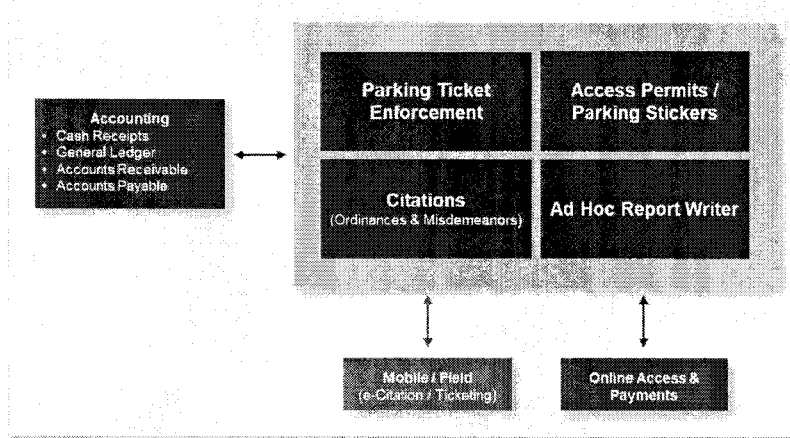 Accounting
• Cash Receipts
• General Ledger
• Accounts Receivable
• Accounts Payable
Parking Ticket
Enforcement
Access Permits /
Parking Stickers
Citations
(Ordinances & Misdemeanors)
Ad Hoc Report Writer
Mobile / Field
(e-Citation / Ticketing)
Online Access &
Payments